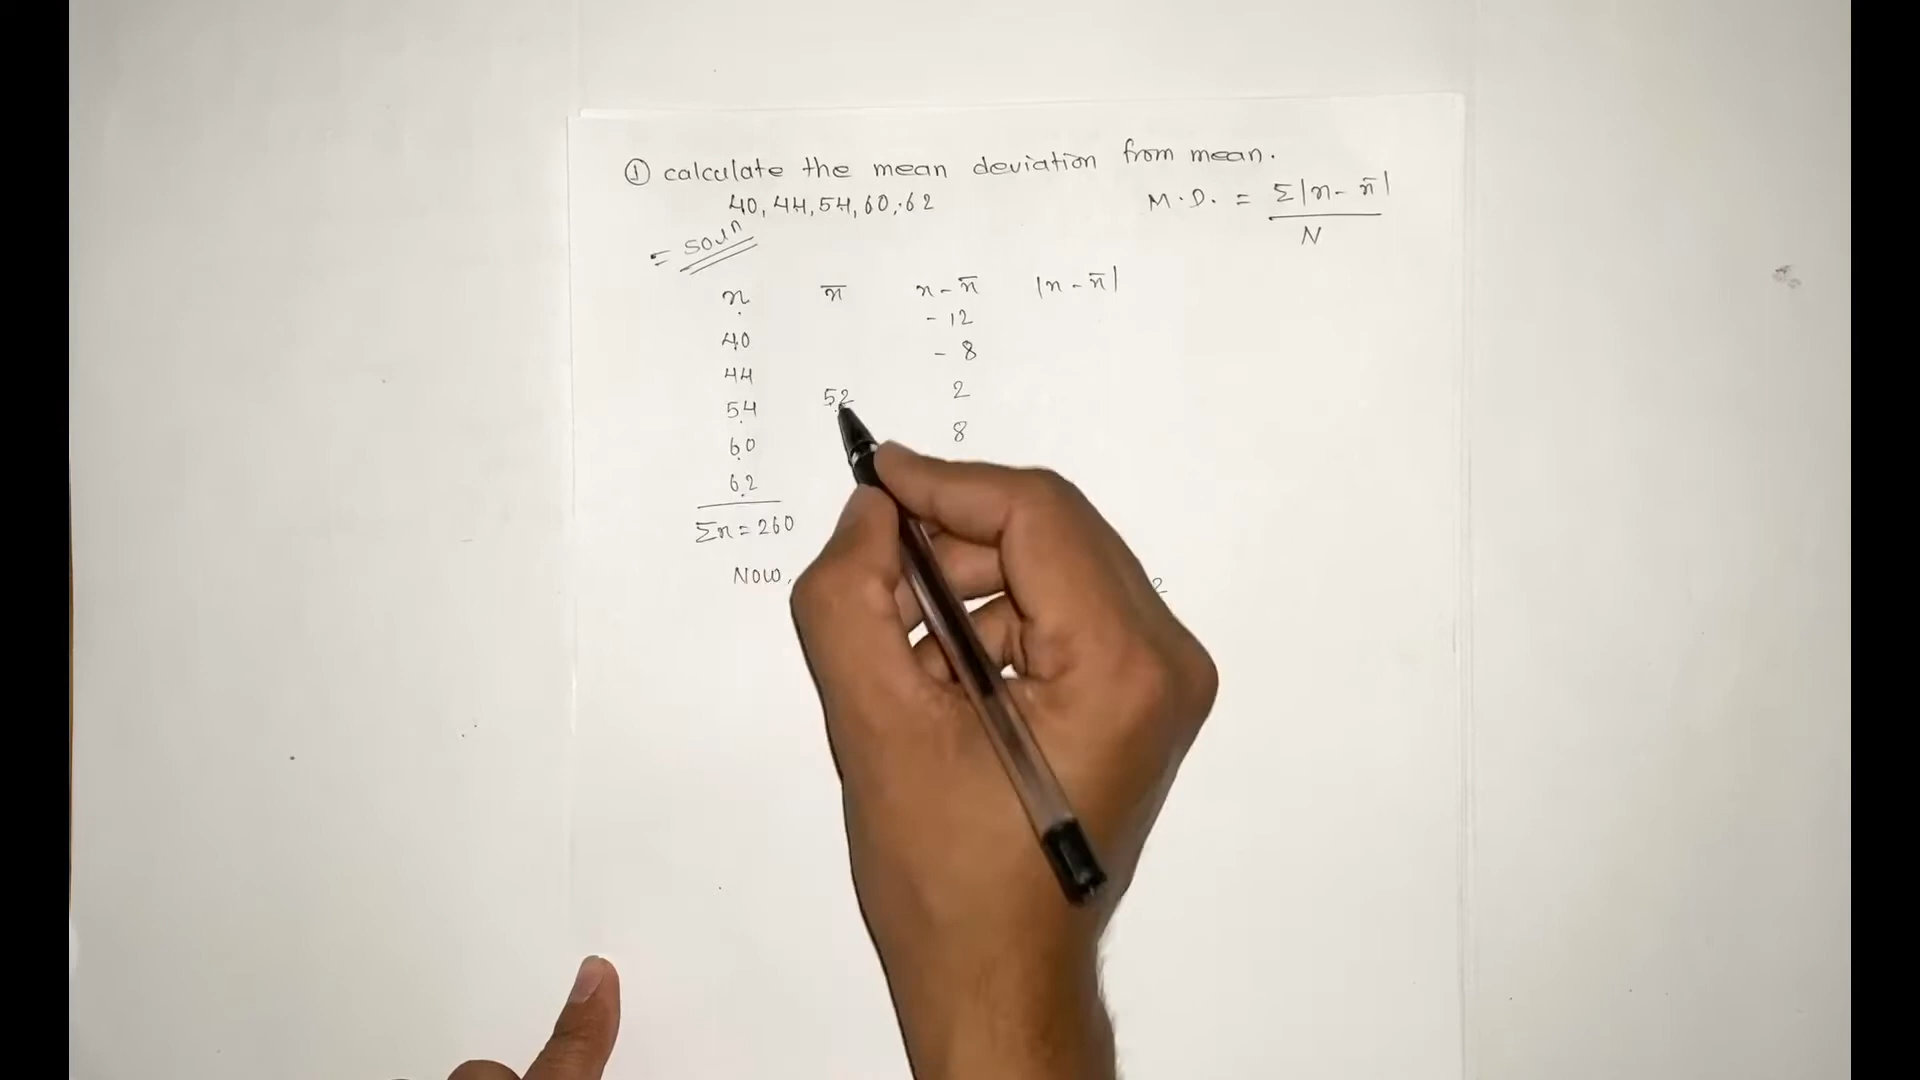 ① calculate the mean deviation from mean.
40, 44, 54, 60, 62
M.D. = Σ|x - x̄| / N
= Soln
x x̄ x - x̄ |x - x̄|
- 12
40
- 8
44
52 2
54
8
60
62
Σx = 260
Now, 2